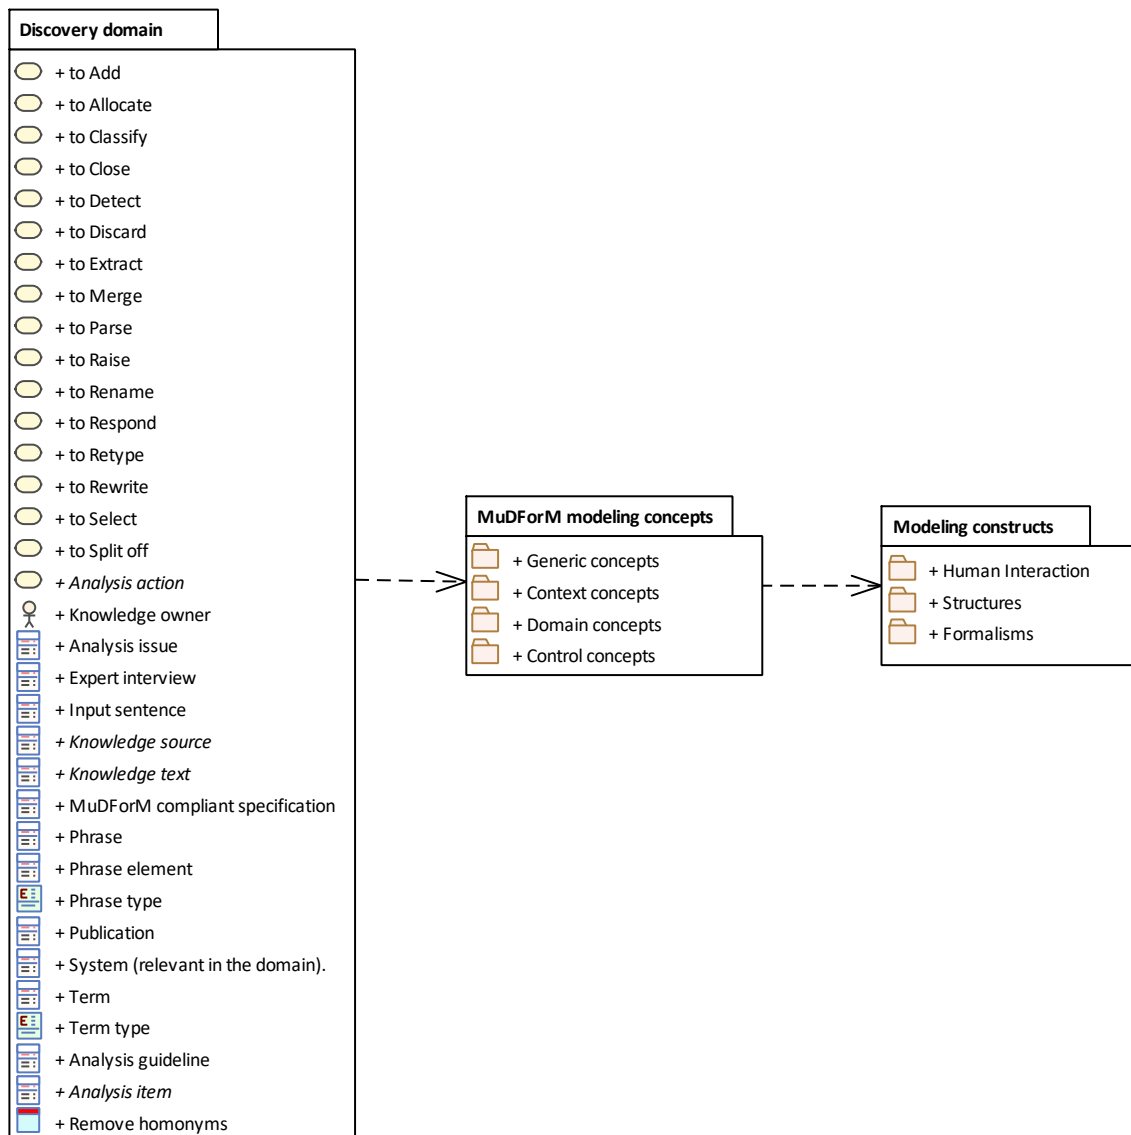 Discovery domain
+ to Add
+ to Allocate
+ to Classify
+ to Close
+ to Detect
+ to Discard
+ to Extract
+ to Merge
+ to Parse
+ to Raise
+ to Rename
+ to Respond
+ to Retype
+ to Rewrite
+ to Select
+ to Split off
+ Analysis action
+ Knowledge owner
+ Analysis issue
+ Expert interview
+ Input sentence
+ Knowledge source
+ Knowledge text
+ MuDForM compliant specification
+ Phrase
+ Phrase element
+ Phrase type
+ Publication
+ System (relevant in the domain).
+ Term
+ Term type
+ Analysis guideline
+ Analysis item
+ Remove homonyms
MuDForM modeling concepts
+ Generic concepts
+ Context concepts
+ Domain concepts
+ Control concepts
Modeling constructs
+ Human Interaction
+ Structures
+ Formalisms